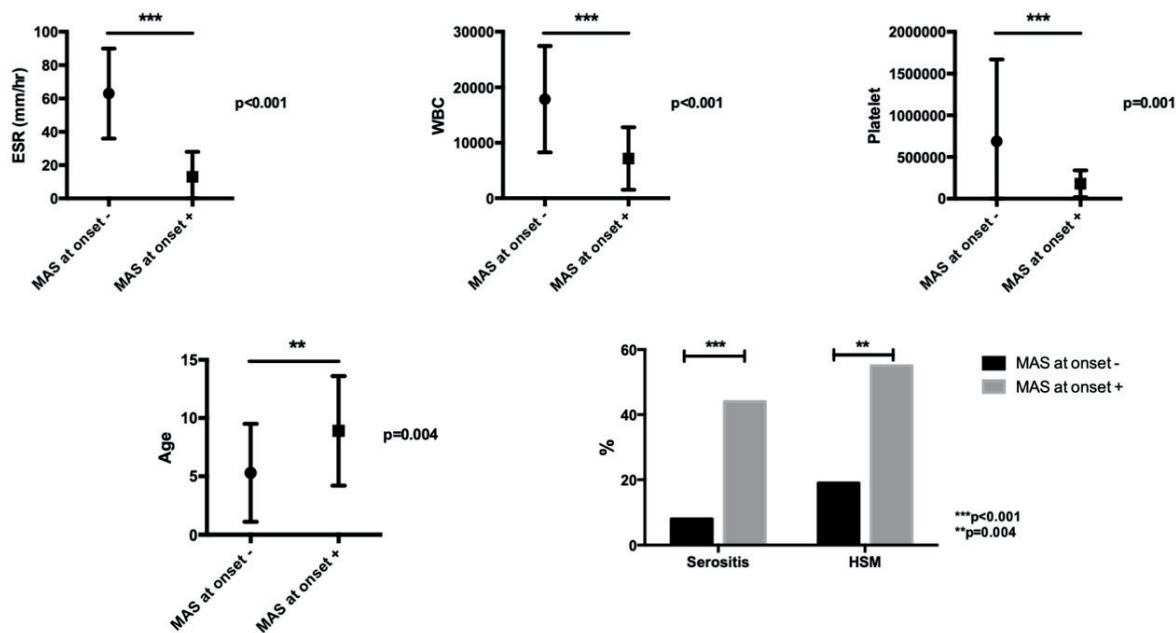 ***
ESR (mm/hr)
100
80
60
40
20
0
p<0.001
MAS at onset -
MAS at onset +
***
WBC
30000
20000
10000
0
p<0.001
MAS at onset -
MAS at onset +
***
Platelet
2000000
1500000
1000000
500000
0
p=0.001
MAS at onset -
MAS at onset +
**
Age
15
10
5
0
p=0.004
MAS at onset -
MAS at onset +
%
60
40
20
0
***
**
Serositis
HSM
MAS at onset -
MAS at onset +
***p<0.001
**p=0.004